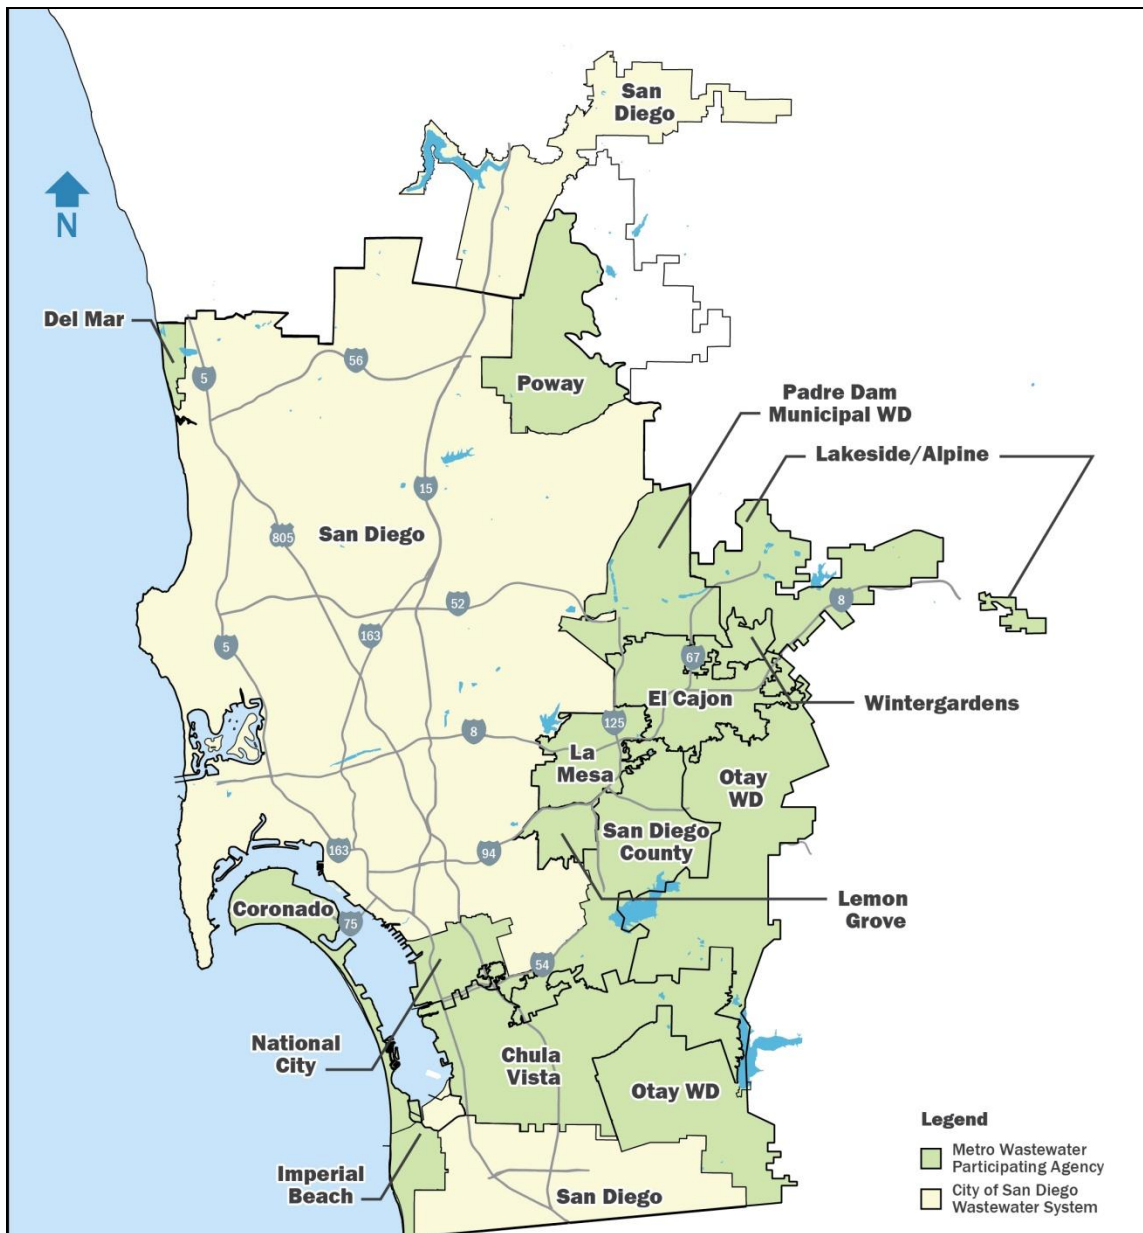 San
Diego
N
Del Mar
56
5
Poway
Padre Dam
Municipal WD
Lakeside/Alpine
15
805
San Diego
52
8
163
5
67
El Cajon
Wintergardens
125
8
La
Mesa
Otay
WD
San Diego
County
163
94
Lemon
Grove
Coronado
75
54
National
City
Chula
Vista
Otay WD
Imperial
Beach
San Diego
Legend
Metro Wastewater
Participating Agency
City of San Diego
Wastewater System